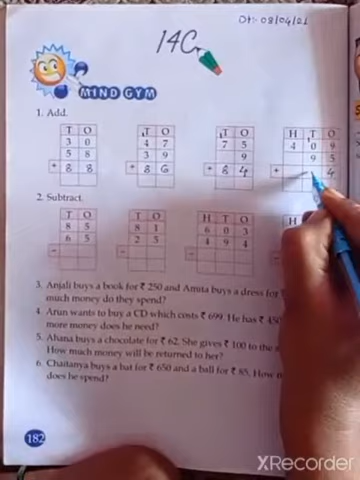 Dt:- 08/04/21
14C
MIND GYM
1. Add.
T O
3 0
5 8
+ 8 8
T O
4 7
3 9
+ 8 6
T O
7 5
9
+ 8 4
H T O
4 0 9
9 5
+ 4
2. Subtract.
T O
8 5
6 5
−
T O
8 1
2 5
−
H T O
6 0 3
4 9 4
−
H
3. Anjali buys a book for ₹ 250 and Amita buys a dress for
much money do they spend?
4. Arun wants to buy a CD which costs ₹ 699. He has ₹ 450
more money does he need?
5. Ahana buys a chocolate for ₹ 62. She gives ₹ 100 to the
How much money will be returned to her?
6. Chaitanya buys a bat for ₹ 650 and a ball for ₹ 85. How
does he spend?
182
XRecorder